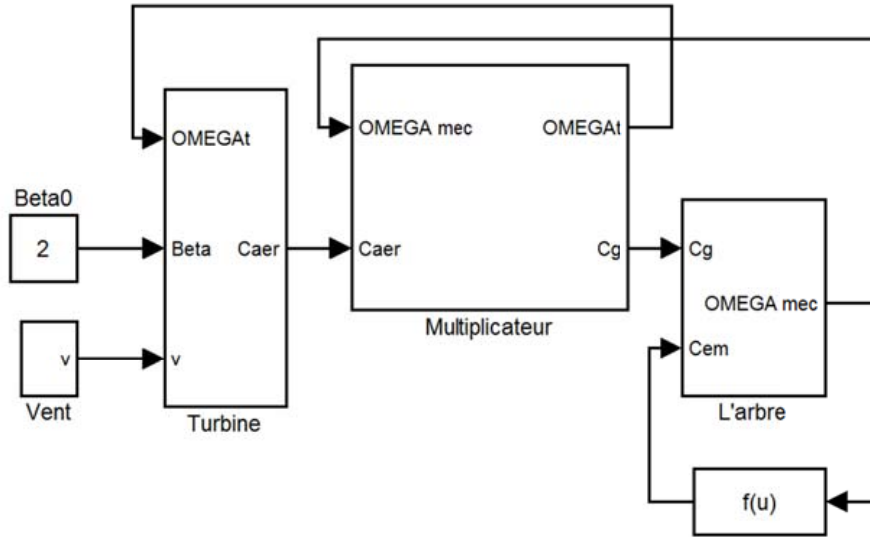 OMEGAt
OMEGA mec
OMEGAt
Beta0
2
Beta
Caer
Caer
Cg
Cg
OMEGA mec
Multiplicateur
Cem
v
v
Vent
Turbine
L'arbre
f(u)